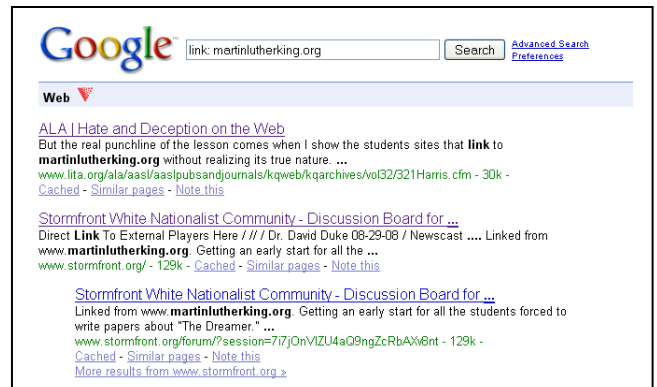 Google™ link: martinlutherking.org Search Advanced Search
Preferences
Web
ALA | Hate and Deception on the Web
But the real punchline of the lesson comes when I show the students sites that link to
martinlutherking.org without realizing its true nature. ...
www.lita.org/ala/aasl/aaslpubsandjournals/kqweb/kqarchives/vol32/321Harris.cfm - 30k -
Cached - Similar pages - Note this
Stormfront White Nationalist Community - Discussion Board for ...
Direct Link To External Players Here / // / Dr. David Duke 08-29-08 / Newscast .... Linked from
www.martinlutherking.org. Getting an early start for all the ...
www.stormfront.org/ - 129k - Cached - Similar pages - Note this
Stormfront White Nationalist Community - Discussion Board for ...
Linked from www.martinlutherking.org. Getting an early start for all the students forced to
write papers about "The Dreamer." ...
www.stormfront.org/forum/?session=7i7jOnVlZU4aQ9ngZcRbAXv8nt - 129k -
Cached - Similar pages - Note this
More results from www.stormfront.org »